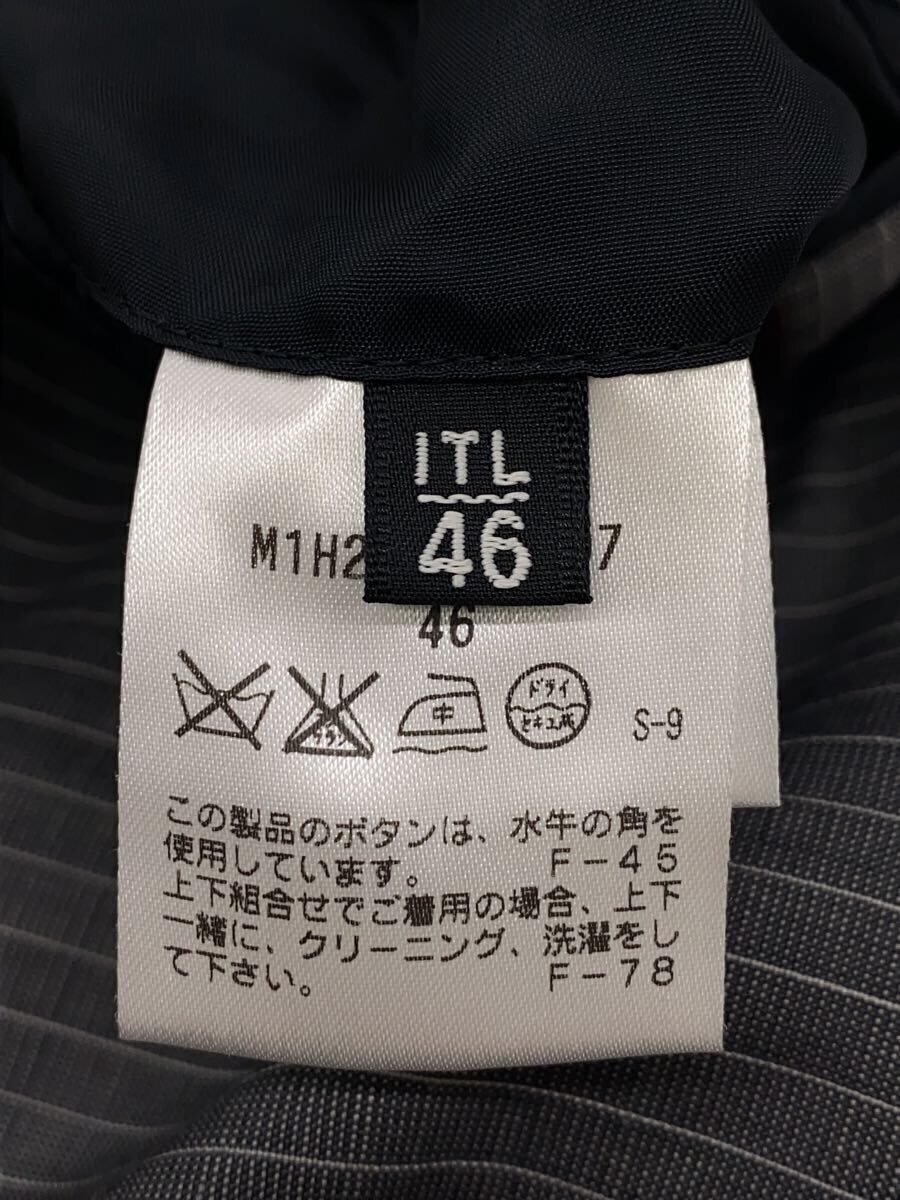 ITL
46
M1H2 7
46
中
ドライ
セキユ系
S-9
この製品のボタンは、水牛の角を
使用しています。 F-45
上下組合せでご着用の場合、上下
一緒に、クリーニング、洗濯をし
て下さい。 F-78